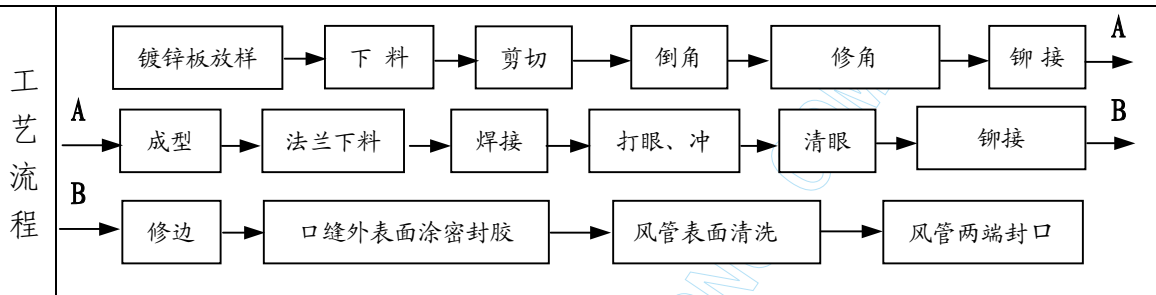 工艺流程
镀锌板放样 下 料 剪切 倒角 修角 铆 接 A
A 成型 法兰下料 焊接 打眼、冲 清眼 铆接 B
B 修边 口缝外表面涂密封胶 风管表面清洗 风管两端封口